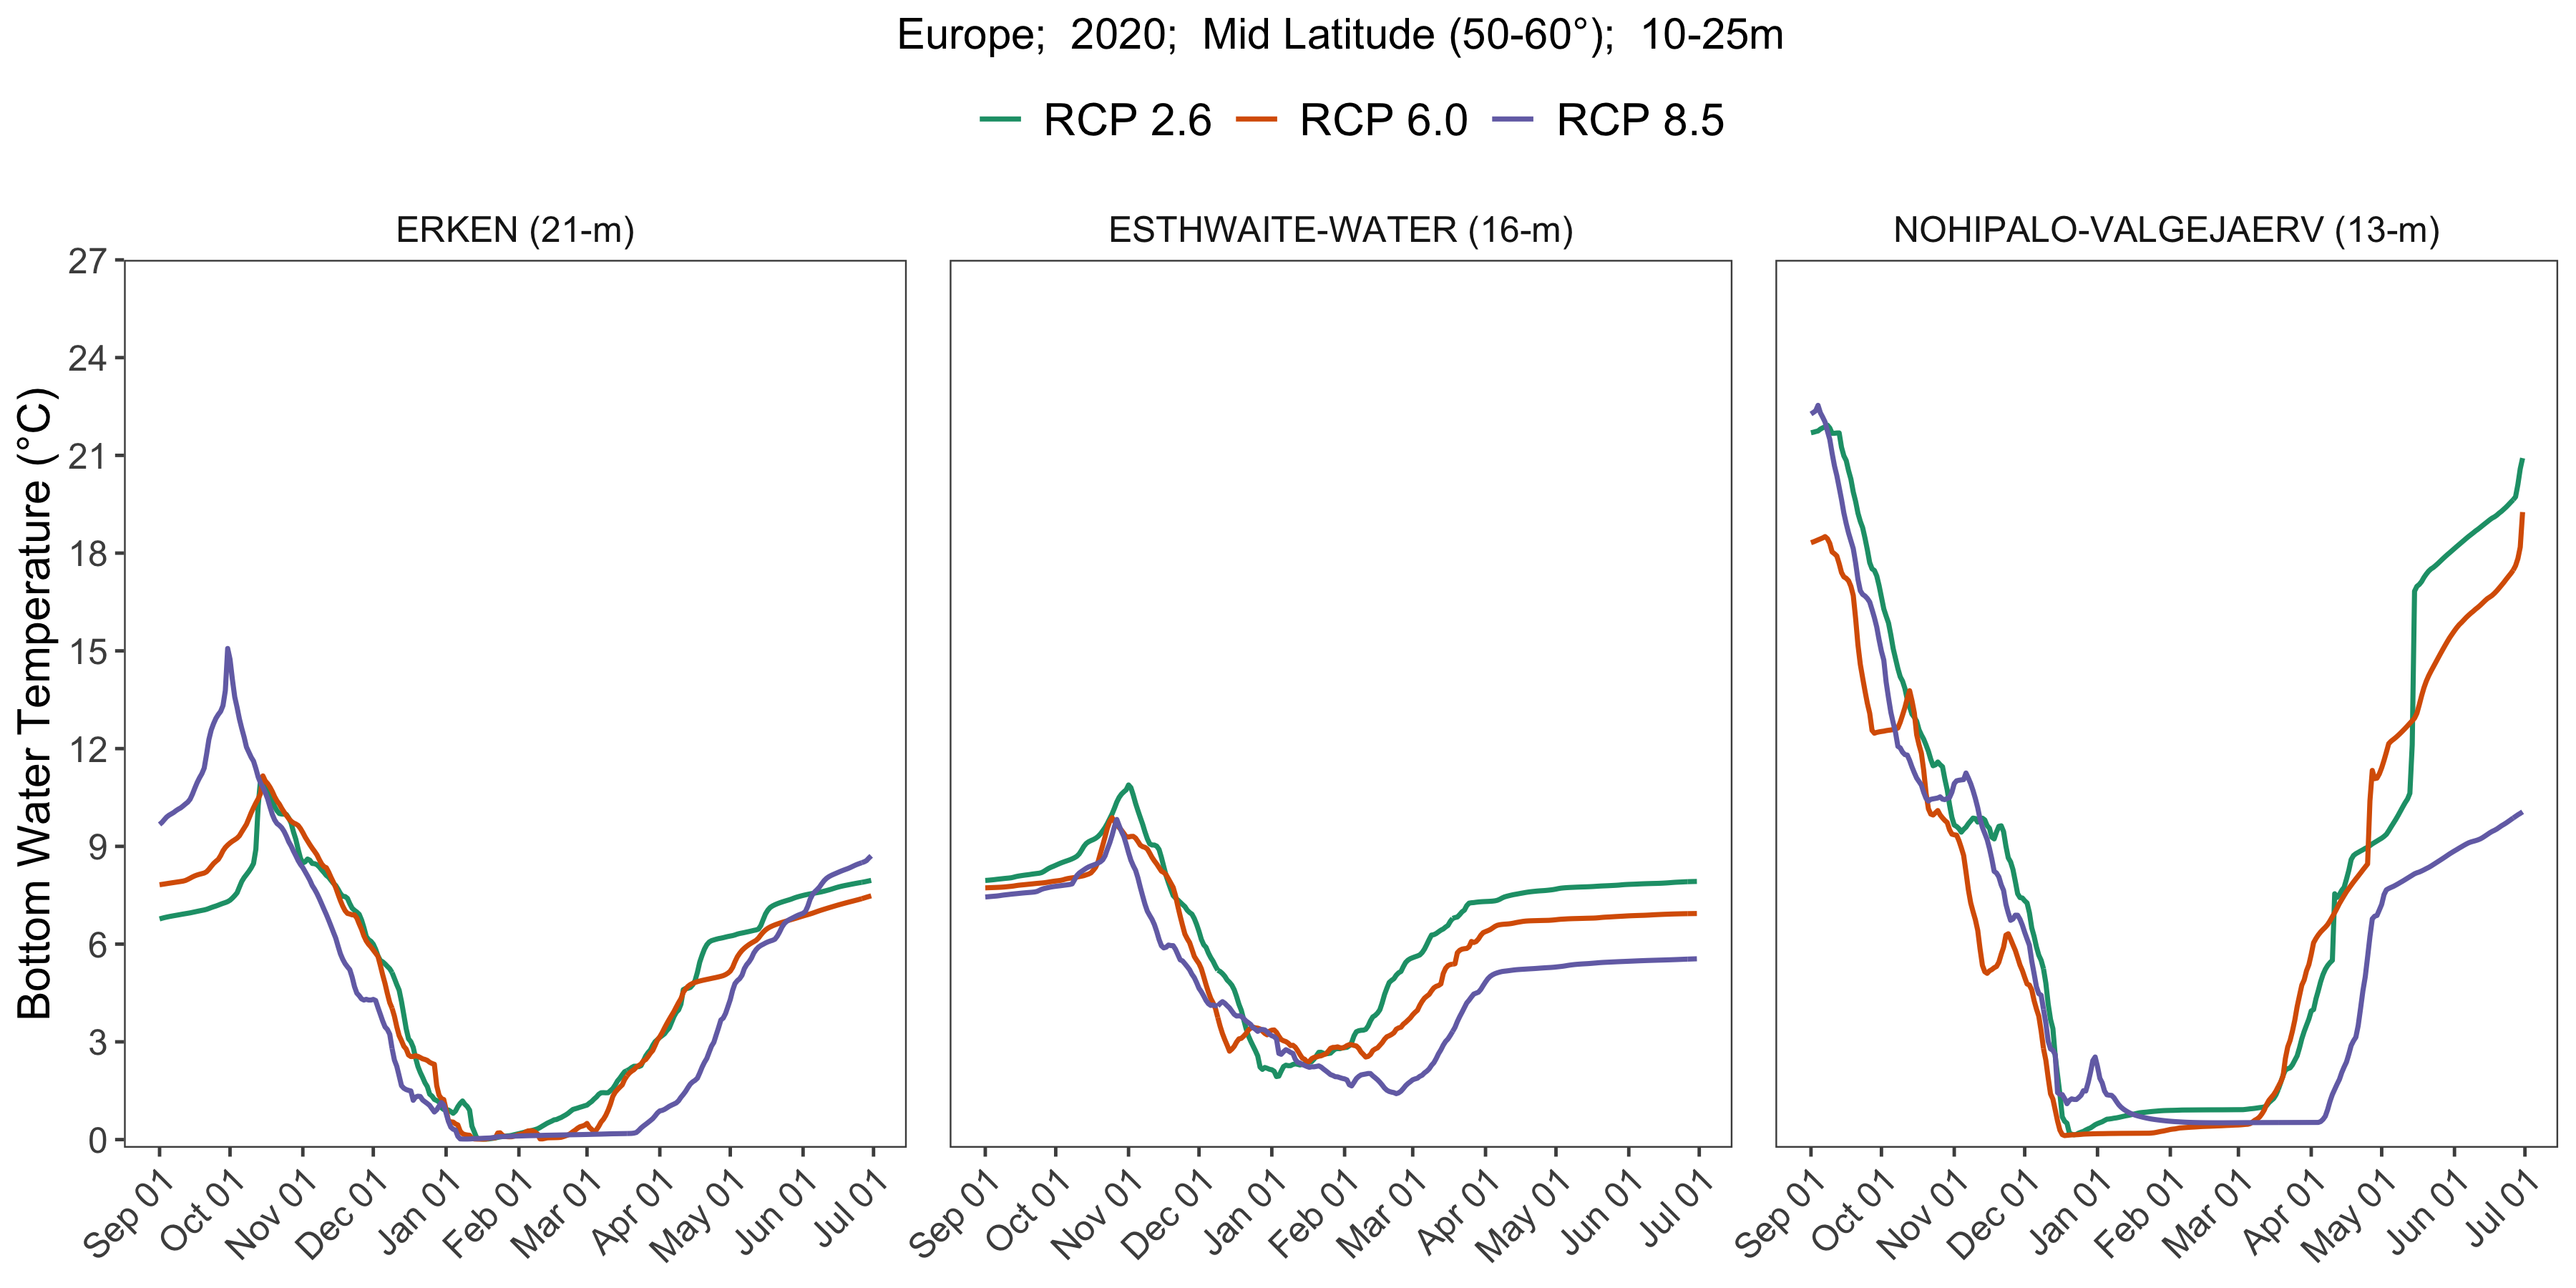 Europe; 2020; Mid Latitude (50-60°); 10-25m
RCP 2.6 RCP 6.0 RCP 8.5
ERKEN (21-m) ESTHWAITE-WATER (16-m) NOHIPALO-VALGEJAERV (13-m)
Bottom Water Temperature (°C)
27
24
21
18
15
12
9
6
3
0
Sep 01 Oct 01 Nov 01 Dec 01 Jan 01 Feb 01 Mar 01 Apr 01 May 01 Jun 01 Jul 01
Sep 01 Oct 01 Nov 01 Dec 01 Jan 01 Feb 01 Mar 01 Apr 01 May 01 Jun 01 Jul 01
Sep 01 Oct 01 Nov 01 Dec 01 Jan 01 Feb 01 Mar 01 Apr 01 May 01 Jun 01 Jul 01